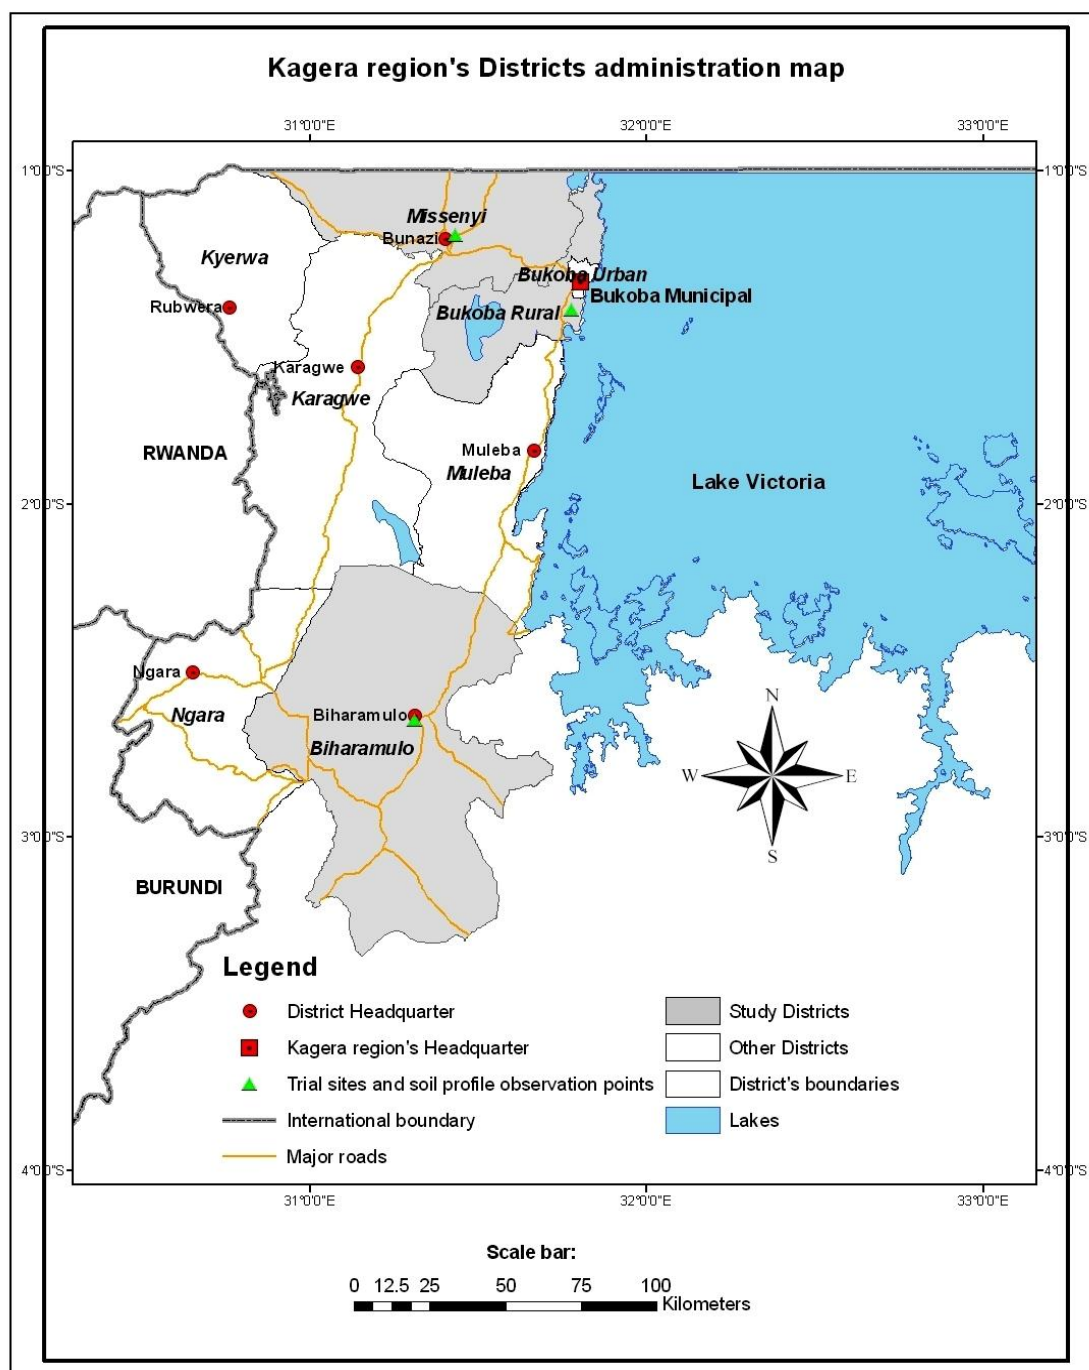 Kagera region's Districts administration map
31°0'0"E
32°0'0"E
33°0'0"E
1°0'0"S
1°0'0"S
Missenyi
Bunazi
Kyerwa
Bukoba Urban
Bukoba Municipal
Rubwera
Bukoba Rural
Karagwe
Karagwe
RWANDA
Muleba
Muleba
Lake Victoria
2°0'0"S
2°0'0"S
Ngara
Ngara
Biharamulo
Biharamulo
N
W
E
S
3°0'0"S
3°0'0"S
BURUNDI
Legend
District Headquarter
Kagera region's Headquarter
Trial sites and soil profile observation points
International boundary
Major roads
Study Districts
Other Districts
District's boundaries
Lakes
4°0'0"S
4°0'0"S
31°0'0"E
32°0'0"E
33°0'0"E
Scale bar:
0 12.5 25 50 75 100
Kilometers